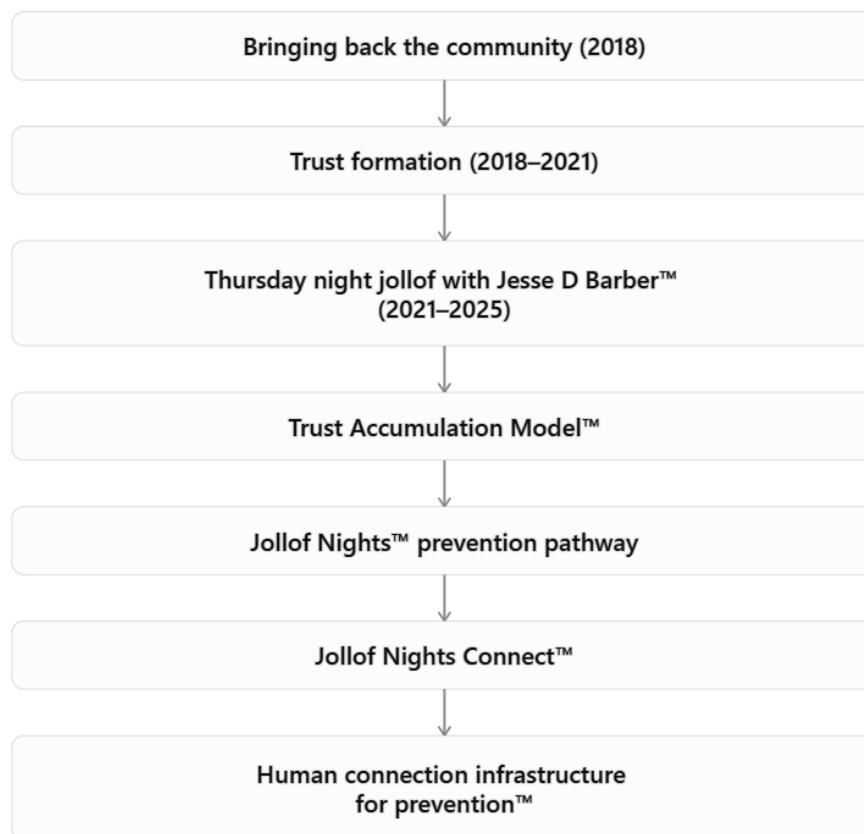 Bringing back the community (2018)
Trust formation (2018–2021)
Thursday night jollof with Jesse D Barber™
(2021–2025)
Trust Accumulation Model™
Jollof Nights™ prevention pathway
Jollof Nights Connect™
Human connection infrastructure
for prevention™